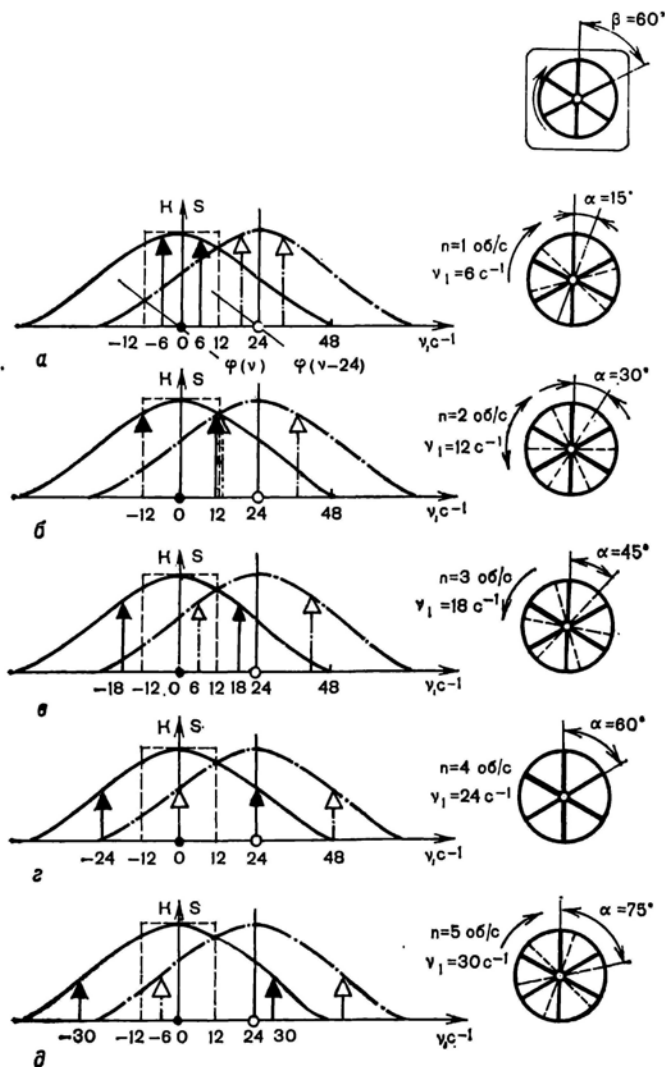 β=60°
К S
α=15°
n=1 об/с
ν₁=6 с⁻¹
-12 -6 0 6 12 24 48 ν, с-1
а φ(ν) φ(ν-24)
К S
α=30°
n=2 об/с
ν₁=12 с⁻¹
-12 0 12 24 48 ν, с-1
б
К S
α=45°
n=3 об/с
ν₁=18 с⁻¹
-18 -12 0 6 12 18 24 48 ν, с-1
в
К S
α=60°
n=4 об/с
ν₁=24 с⁻¹
-24 -12 0 12 24 48 ν, с-1
г
К S
α=75°
n=5 об/с
ν₁=30 с⁻¹
-30 -12 -6 0 12 24 30 ν, с-1
д